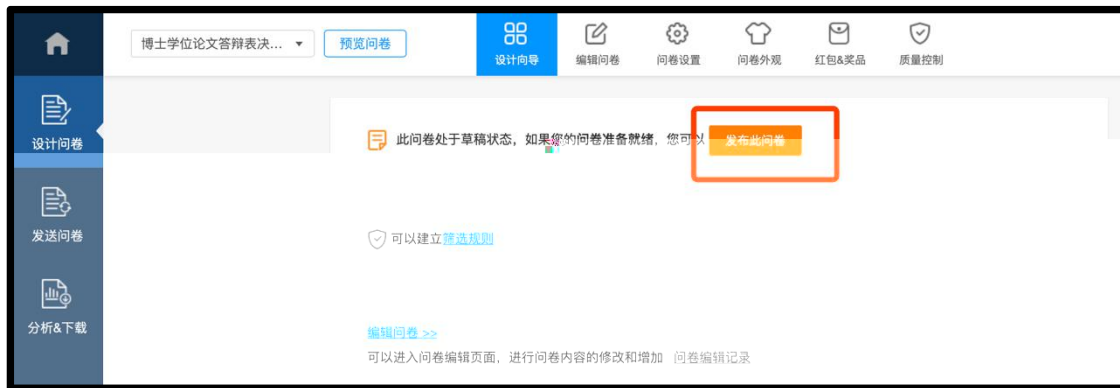 博士学位论文答辩表决...
预览问卷
设计向导
编辑问卷
问卷设置
问卷外观
红包&奖品
质量控制
设计问卷
发送问卷
分析&下载
此问卷处于草稿状态，如果您的问卷准备就绪，您可以 发布此问卷
可以建立筛选规则
编辑问卷 >>
可以进入问卷编辑页面，进行问卷内容的修改和增加 问卷编辑记录